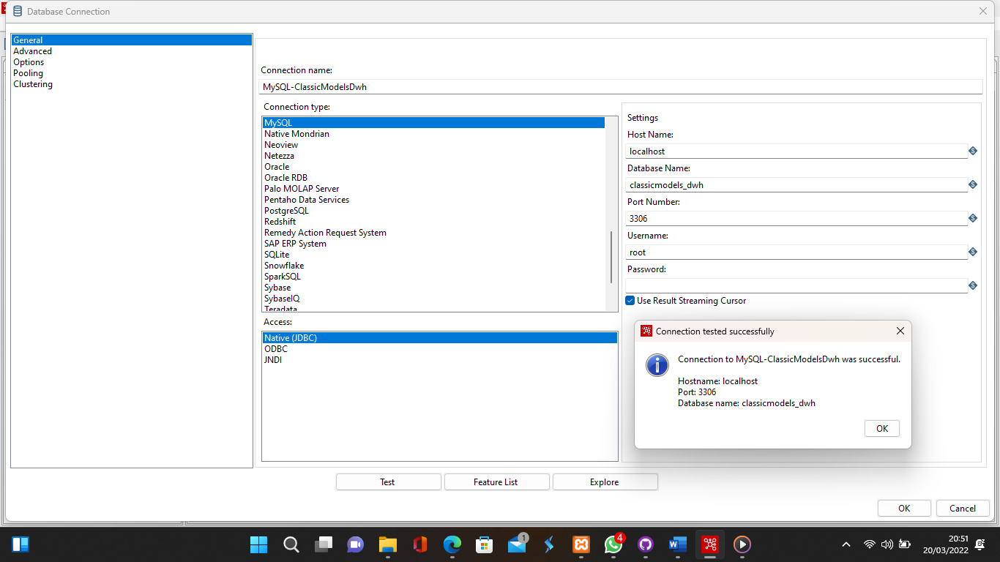 Database Connection
General
Advanced
Options
Pooling
Clustering
Connection name:
MySQL-ClassicModelsDwh
Connection type:
MySQL
Native Mondrian
Neoview
Netezza
Oracle
Oracle RDB
Palo MOLAP Server
Pentaho Data Services
PostgreSQL
Redshift
Remedy Action Request System
SAP ERP System
SQLite
Snowflake
SparkSQL
Sybase
SybaseIQ
Teradata
Access:
Native (JDBC)
ODBC
JNDI
Settings
Host Name:
localhost
Database Name:
classicmodels_dwh
Port Number:
3306
Username:
root
Password:
Use Result Streaming Cursor
Connection tested successfully
Connection to MySQL-ClassicModelsDwh was successful.
Hostname: localhost
Port: 3306
Database name: classicmodels_dwh
OK
Test
Feature List
Explore
OK
Cancel
1
4
20:51
20/03/2022